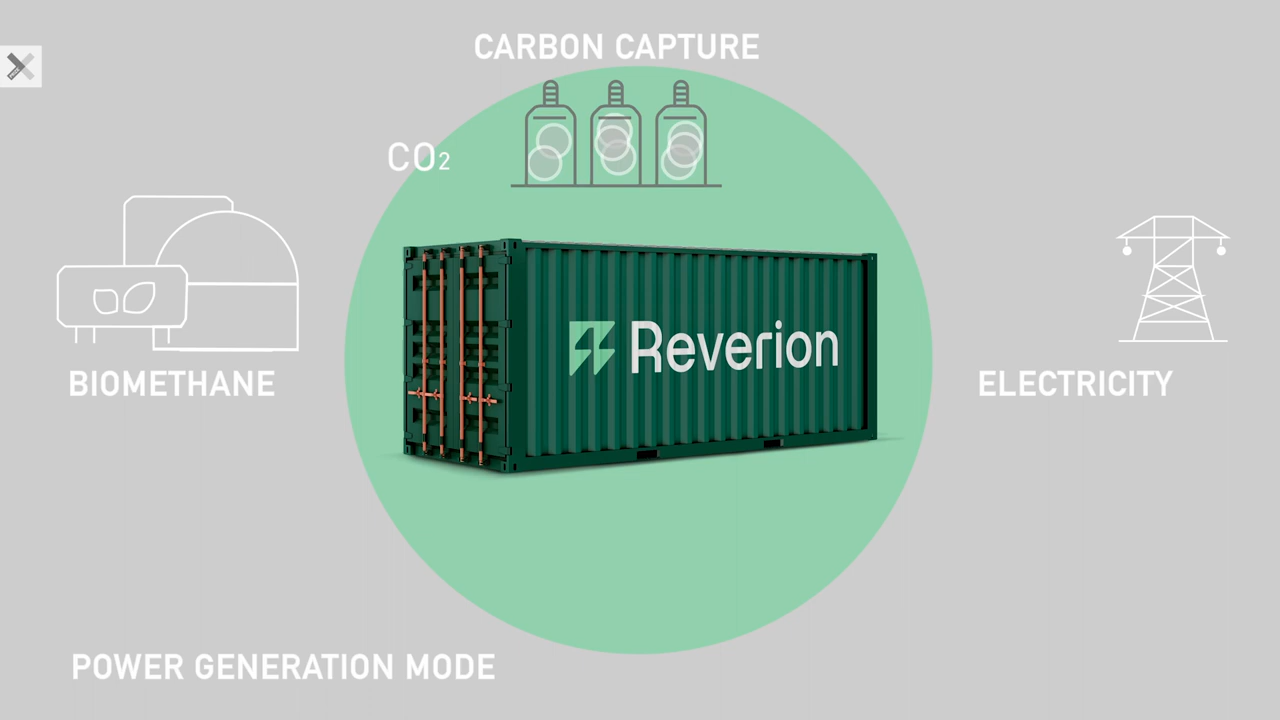 CARBON CAPTURE
CO₂
Reverion
BIOMETHANE
ELECTRICITY
POWER GENERATION MODE